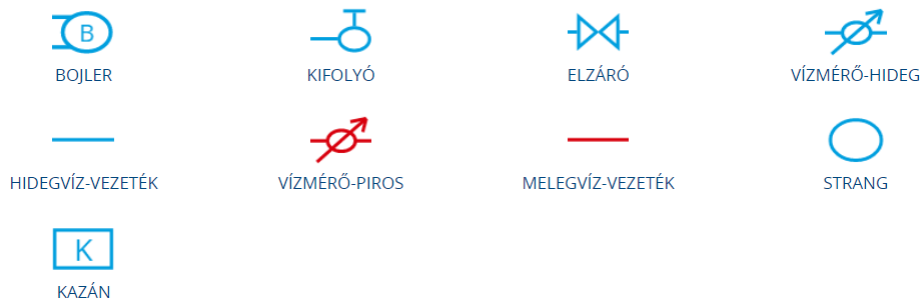 B
BOJLER
KIFOLYÓ
ELZÁRÓ
VÍZMÉRŐ-HIDEG
HIDEGVÍZ-VEZETÉK
VÍZMÉRŐ-PIROS
MELEGVÍZ-VEZETÉK
STRANG
K
KAZÁN